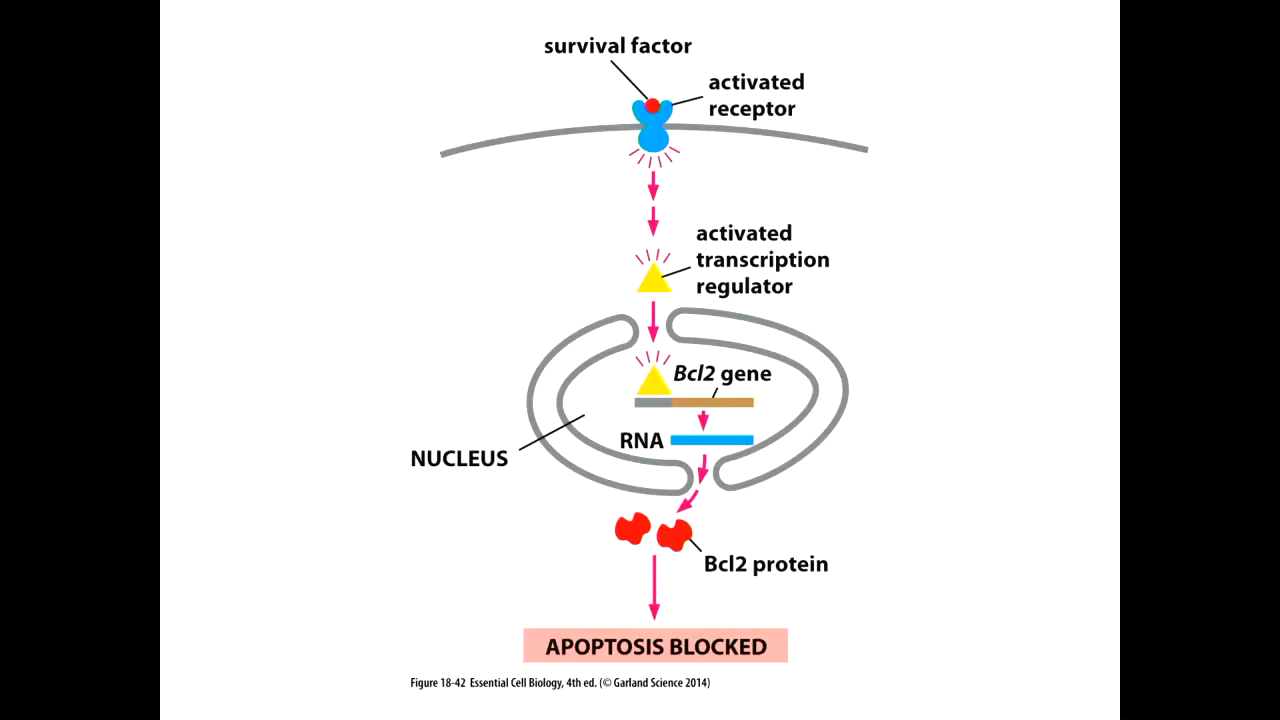 survival factor
activated
receptor
activated
transcription
regulator
Bcl2 gene
RNA
NUCLEUS
Bcl2 protein
APOPTOSIS BLOCKED
Figure 18-42 Essential Cell Biology, 4th ed. (© Garland Science 2014)